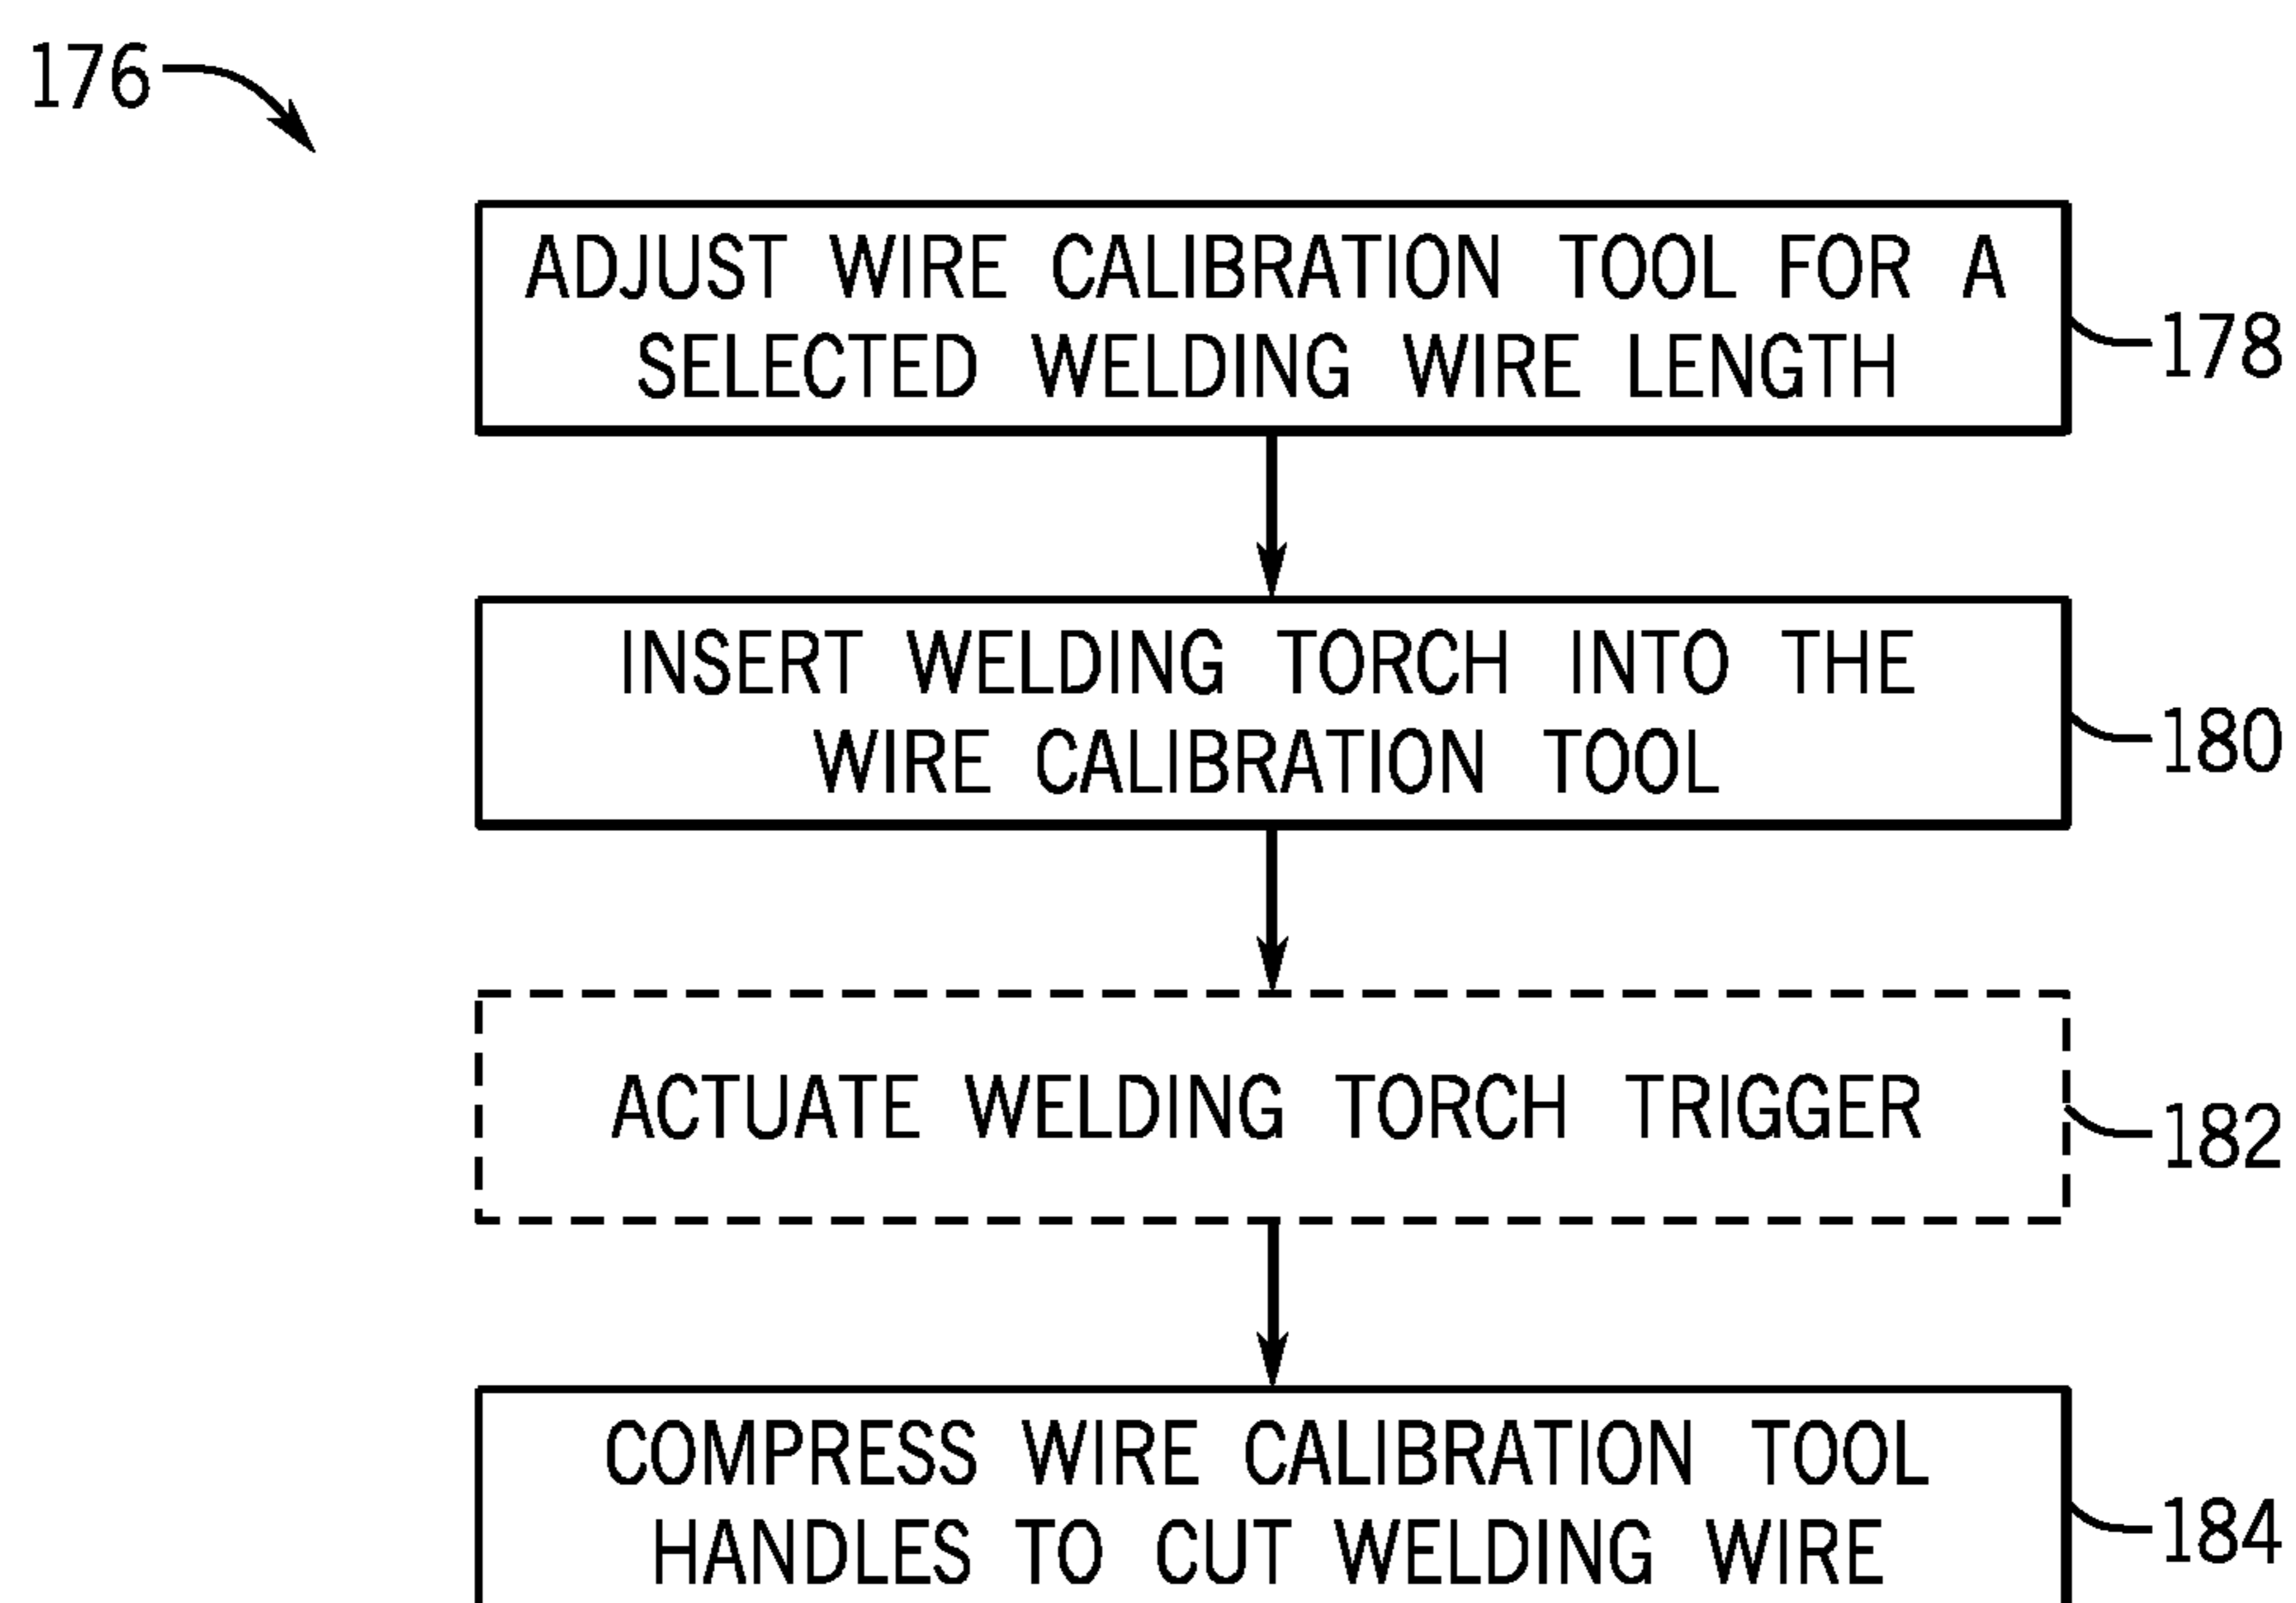 176
ADJUST WIRE CALIBRATION TOOL FOR A
SELECTED WELDING WIRE LENGTH
178
INSERT WELDING TORCH INTO THE
WIRE CALIBRATION TOOL
180
ACTUATE WELDING TORCH TRIGGER
182
COMPRESS WIRE CALIBRATION TOOL
HANDLES TO CUT WELDING WIRE
184